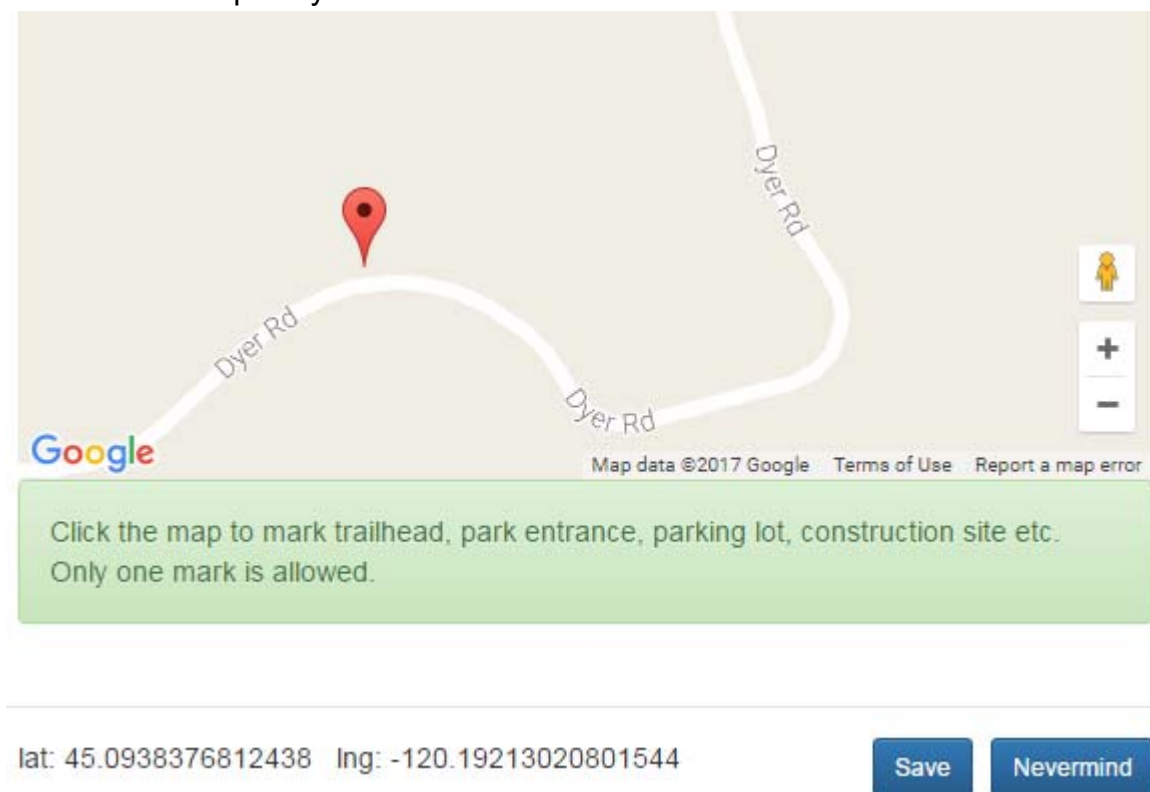 Dyer Rd
Dyer Rd
Dyer Rd
Google
Map data ©2017 Google Terms of Use Report a map error
Click the map to mark trailhead, park entrance, parking lot, construction site etc.
Only one mark is allowed.
lat: 45.0938376812438 lng: -120.19213020801544
Save Nevermind